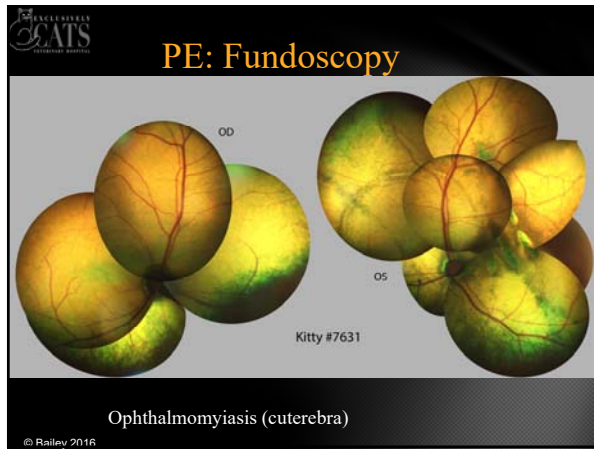 EXCLUSIVELY
CATS
VETERINARY HOSPITAL
PE: Fundoscopy
OD
OS
Kitty #7631
Ophthalmomyiasis (cuterebra)
© Bailey 2016